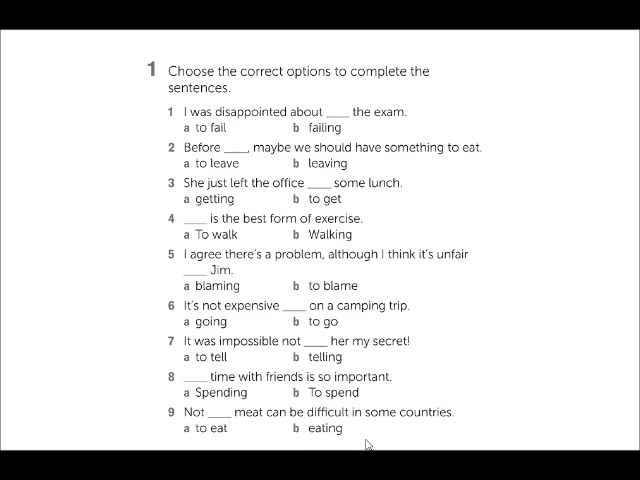 1 Choose the correct options to complete the
sentences.
1 I was disappointed about ____ the exam.
a to fail b failing
2 Before ____, maybe we should have something to eat.
a to leave b leaving
3 She just left the office ____ some lunch.
a getting b to get
4 ____ is the best form of exercise.
a To walk b Walking
5 I agree there's a problem, although I think it's unfair
____ Jim.
a blaming b to blame
6 It's not expensive ____ on a camping trip.
a going b to go
7 It was impossible not ____ her my secret!
a to tell b telling
8 ____ time with friends is so important.
a Spending b To spend
9 Not ____ meat can be difficult in some countries.
a to eat b eating